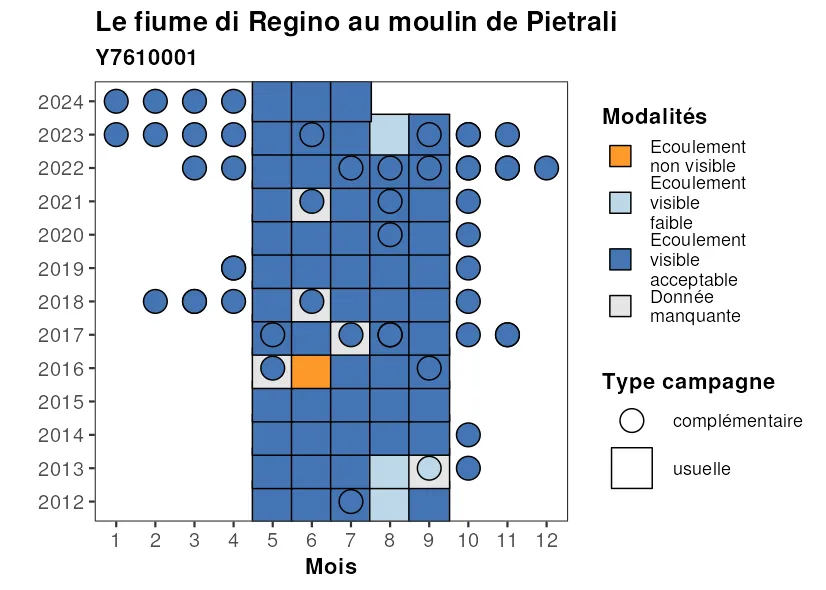 Le fiume di Regino au moulin de Pietrali
Y7610001
2024
2023
2022
2021
2020
2019
2018
2017
2016
2015
2014
2013
2012
1 2 3 4 5 6 7 8 9 10 11 12
Mois
Modalités
Ecoulement
non visible
Ecoulement
visible
faible
Ecoulement
visible
acceptable
Donnée
manquante
Type campagne
complémentaire
usuelle